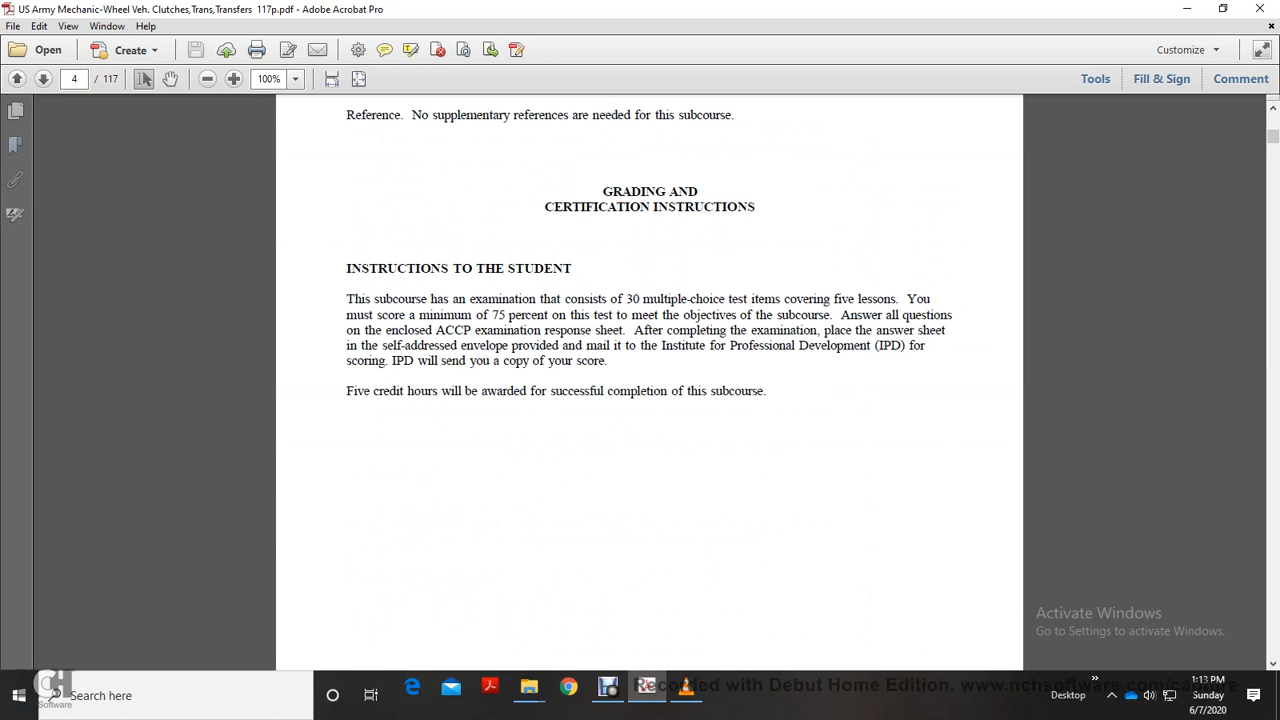 US Army Mechanic-Wheel Veh. Clutches,Trans,Transfers 117p.pdf - Adobe Acrobat Pro
File Edit View Window Help
Open Create Customize
4 / 117 100% Tools Fill & Sign Comment
Reference. No supplementary references are needed for this subcourse.
GRADING AND
CERTIFICATION INSTRUCTIONS
INSTRUCTIONS TO THE STUDENT
This subcourse has an examination that consists of 30 multiple-choice test items covering five lessons. You
must score a minimum of 75 percent on this test to meet the objectives of the subcourse. Answer all questions
on the enclosed ACCP examination response sheet. After completing the examination, place the answer sheet
in the self-addressed envelope provided and mail it to the Institute for Professional Development (IPD) for
scoring. IPD will send you a copy of your score.
Five credit hours will be awarded for successful completion of this subcourse.
Activate Windows
Go to Settings to activate Windows.
Search here
Software
Recorded with Debut Home Edition. www.nchsoftware.com/capture
Desktop
1:13 PM
Sunday
6/7/2020